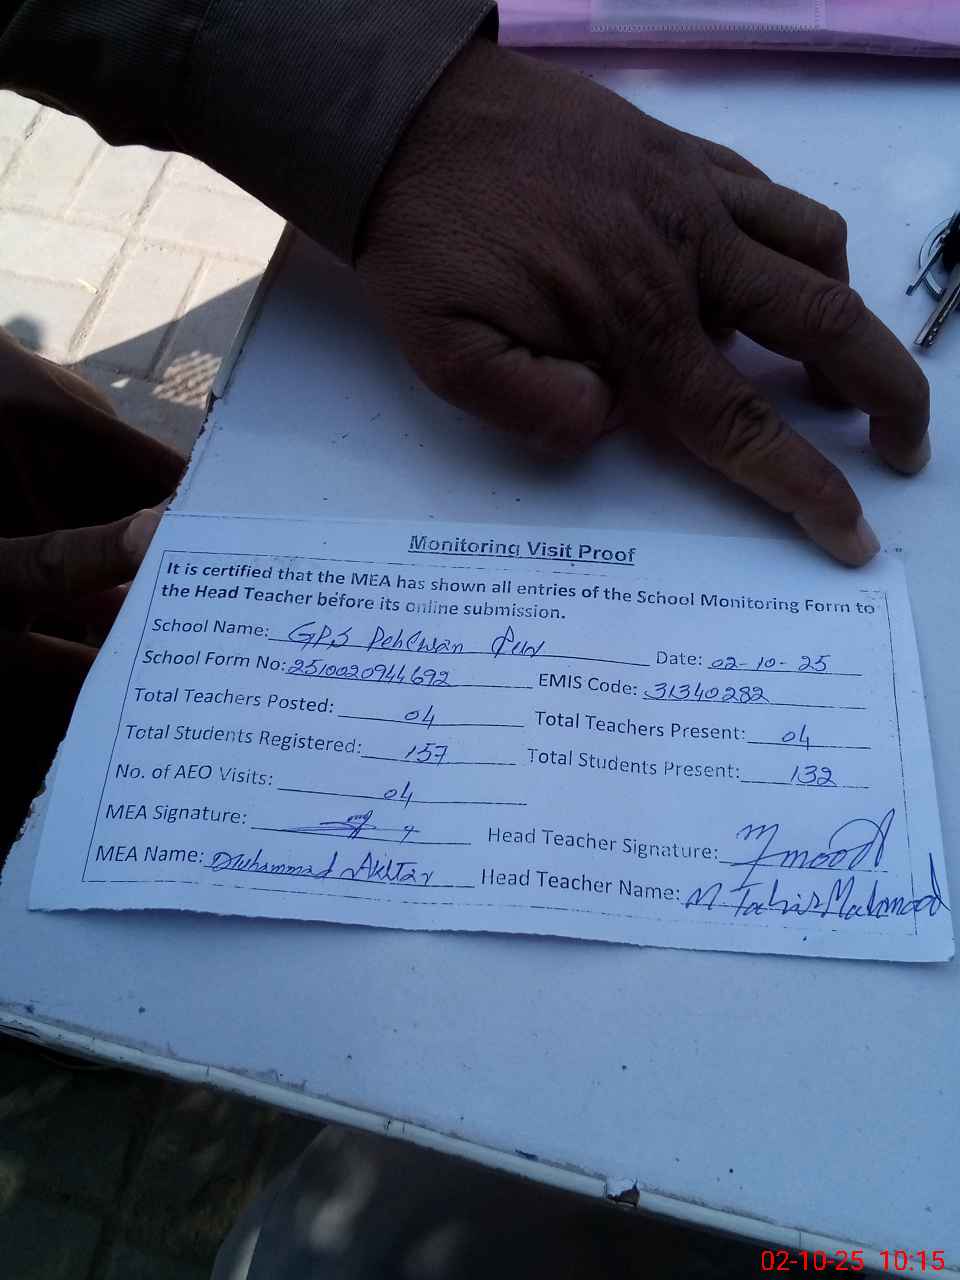 Monitoring Visit Proof
It is certified that the MEA has shown all entries of the School Monitoring Form to
the Head Teacher before its online submission.
School Name: GPS Pehlwan Date: 02-10-25
School Form No: 2510020944692 EMIS Code: 31340282
Total Teachers Posted: 04 Total Teachers Present: 04
Total Students Registered: 157 Total Students Present: 132
No. of AEO Visits: 04
MEA Signature: Head Teacher Signature:
MEA Name: Muhammad Akhtar Head Teacher Name: M Tahir Mahmood
02-10-25 10:15